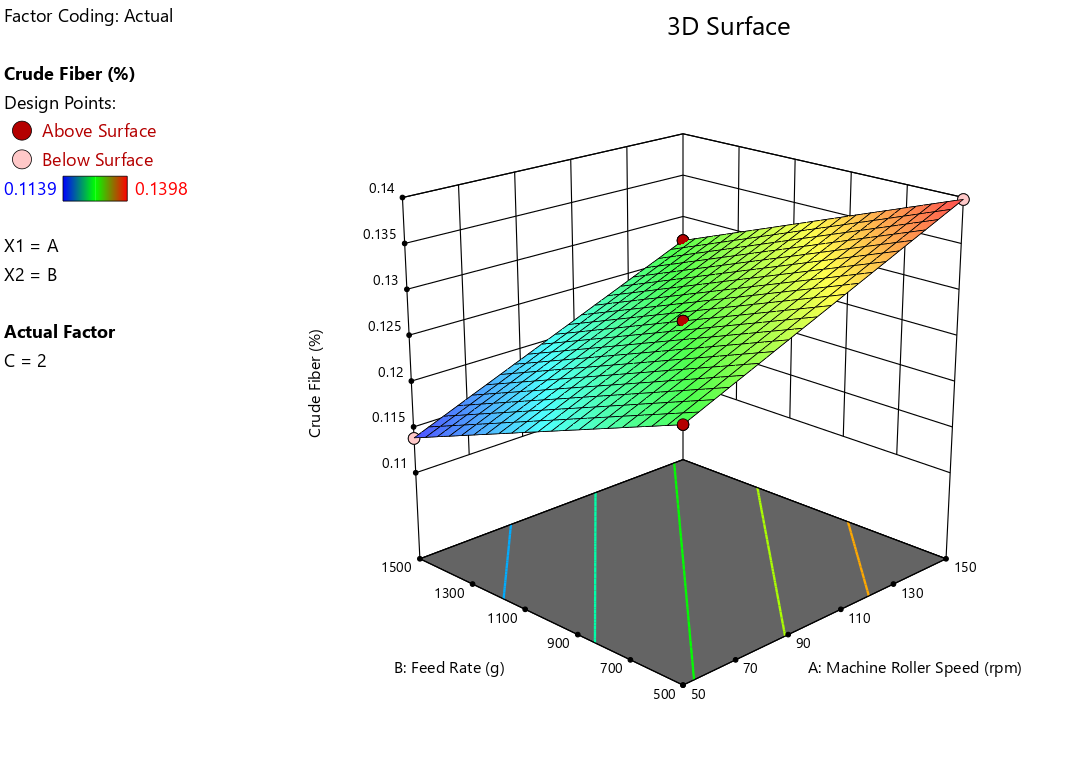 Factor Coding: Actual
3D Surface
Crude Fiber (%)
Design Points:
Above Surface
Below Surface
0.1139 0.1398
X1 = A
X2 = B
Actual Factor
C = 2
0.14
0.135
0.13
0.125
0.12
0.115
0.11
Crude Fiber (%)
1500
1300
1100
900
700
500
B: Feed Rate (g)
50
70
90
110
130
150
A: Machine Roller Speed (rpm)